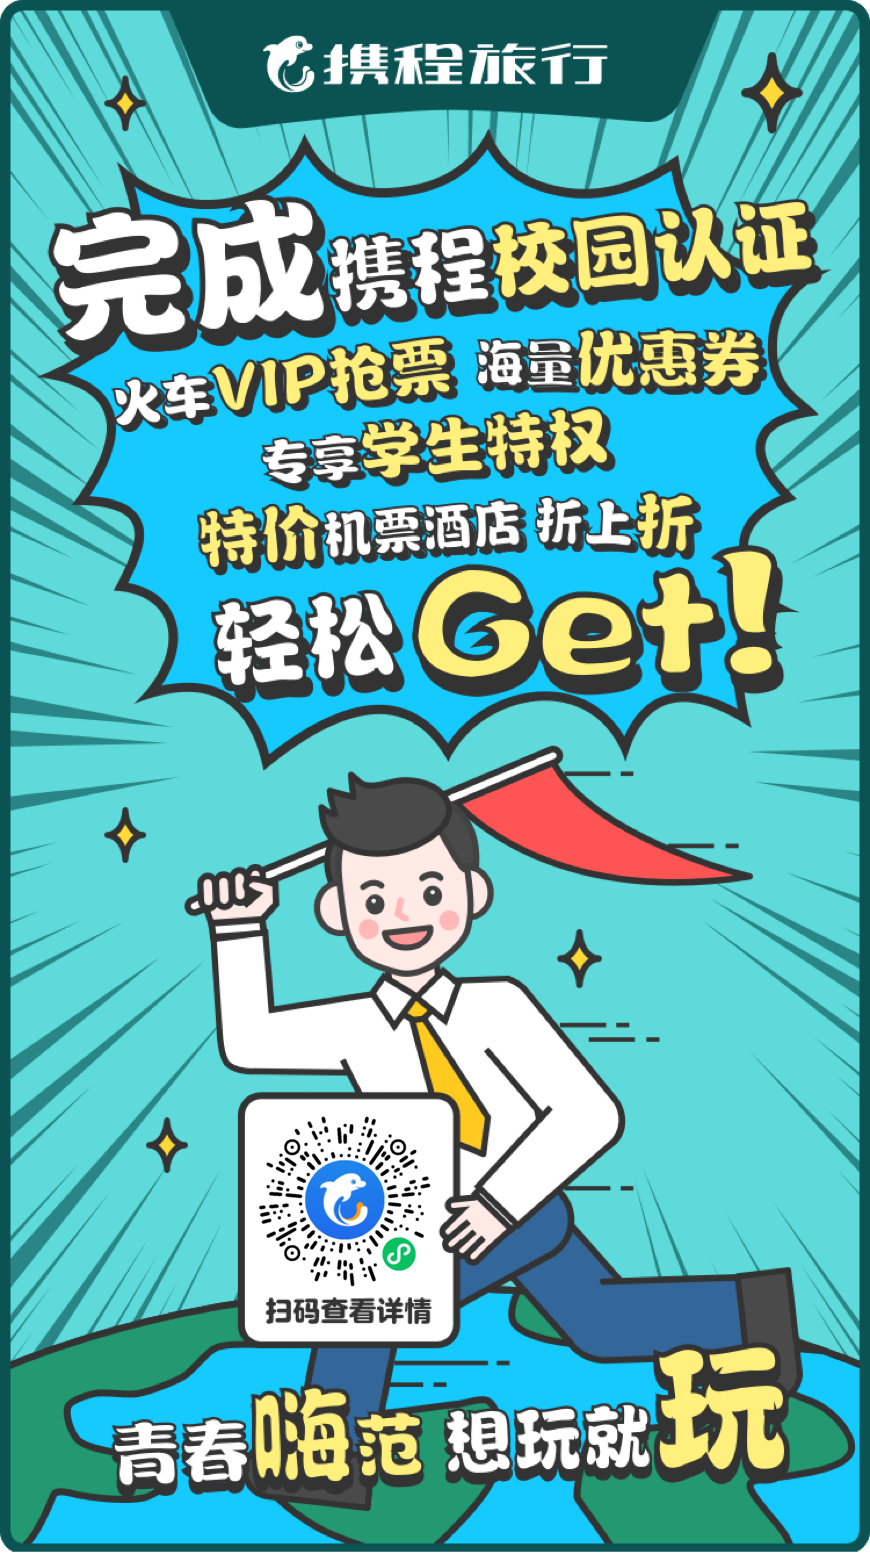 携程旅行
完成携程校园认证
火车VIP抢票 海量优惠券
专享学生特权
特价机票酒店 折上折
轻松Get!
扫码查看详情
青春嗨范 想玩就玩